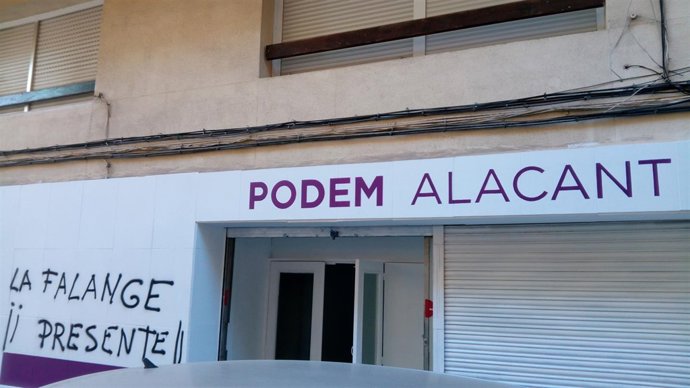 PODEM ALACANT
LA FALANGE
¡¡ PRESENTE!!